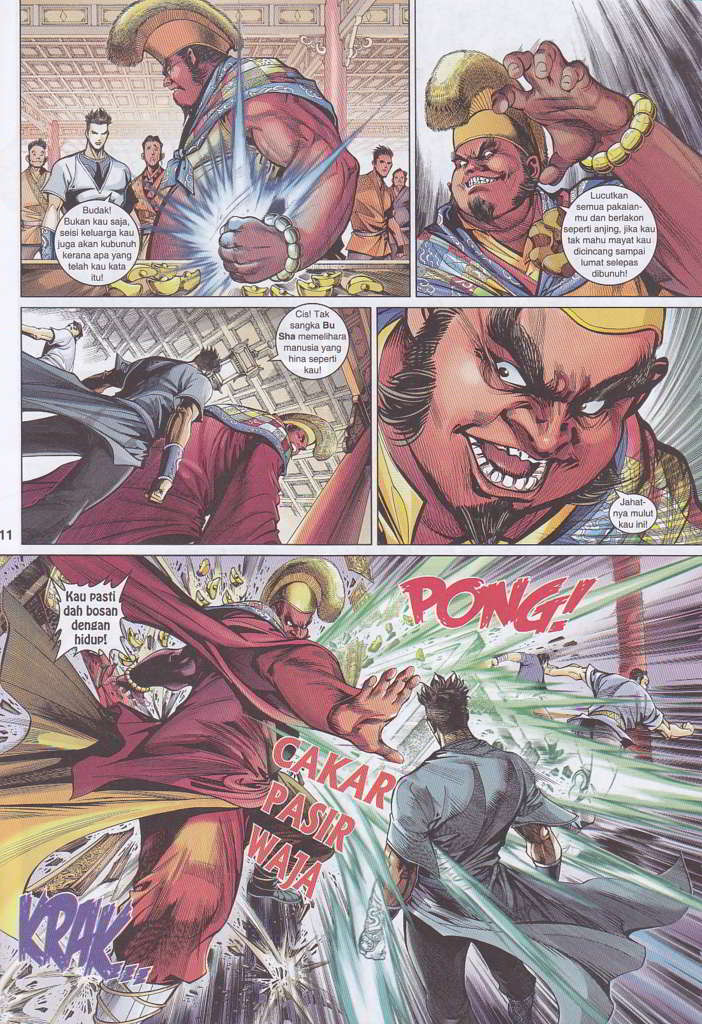 Budak!
Bukan kau saja,
seisi keluarga kau
juga akan kubunuh
kerana apa yang
telah kau kata
itu!
Lucutkan
semua pakaian-
mu dan berlakon
seperti anjing, jika kau
tak mahu mayat kau
dicincang sampai
lumat selepas
dibunuh!
Cis! Tak
sangka Bu
Sha memelihara
manusia yang
hina seperti
kau!
Jahat-
nya mulut
kau ini!
11
Kau pasti
dah bosan
dengan
hidup!
PONG!
CAKAR
PASIR
WAJA
KRAK...